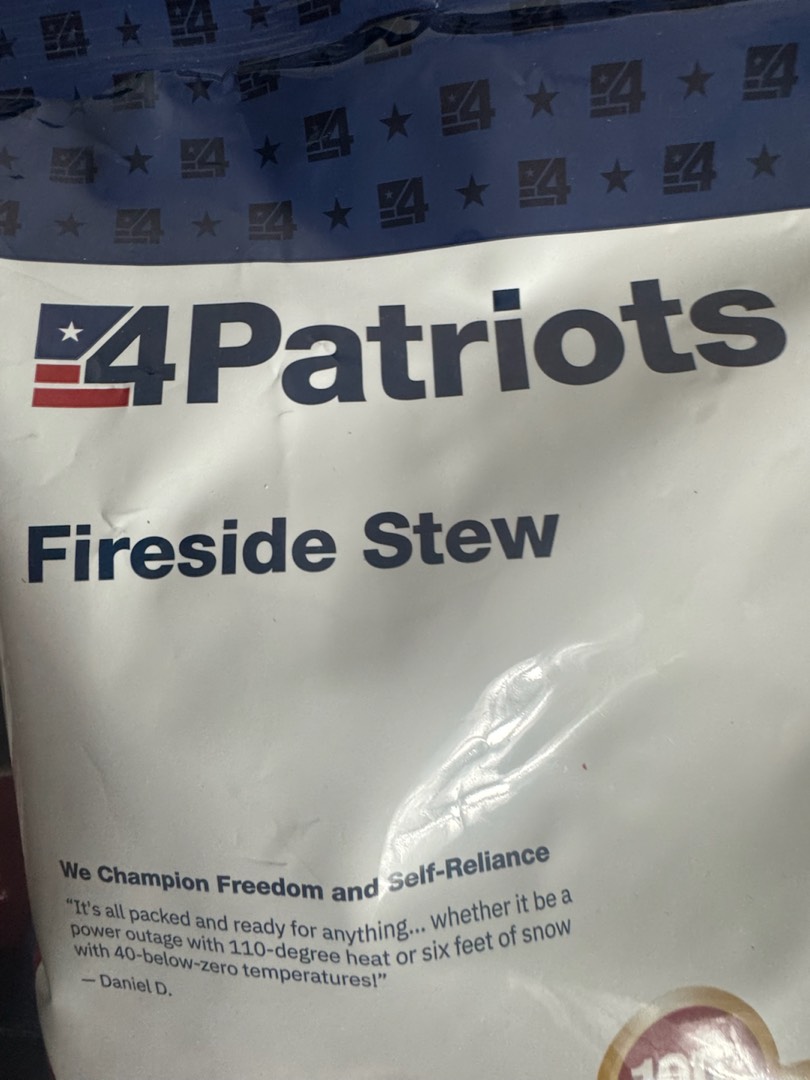 4Patriots
Fireside Stew
We Champion Freedom and Self-Reliance
"It's all packed and ready for anything... whether it be a
power outage with 110-degree heat or six feet of snow
with 40-below-zero temperatures!"
— Daniel D.